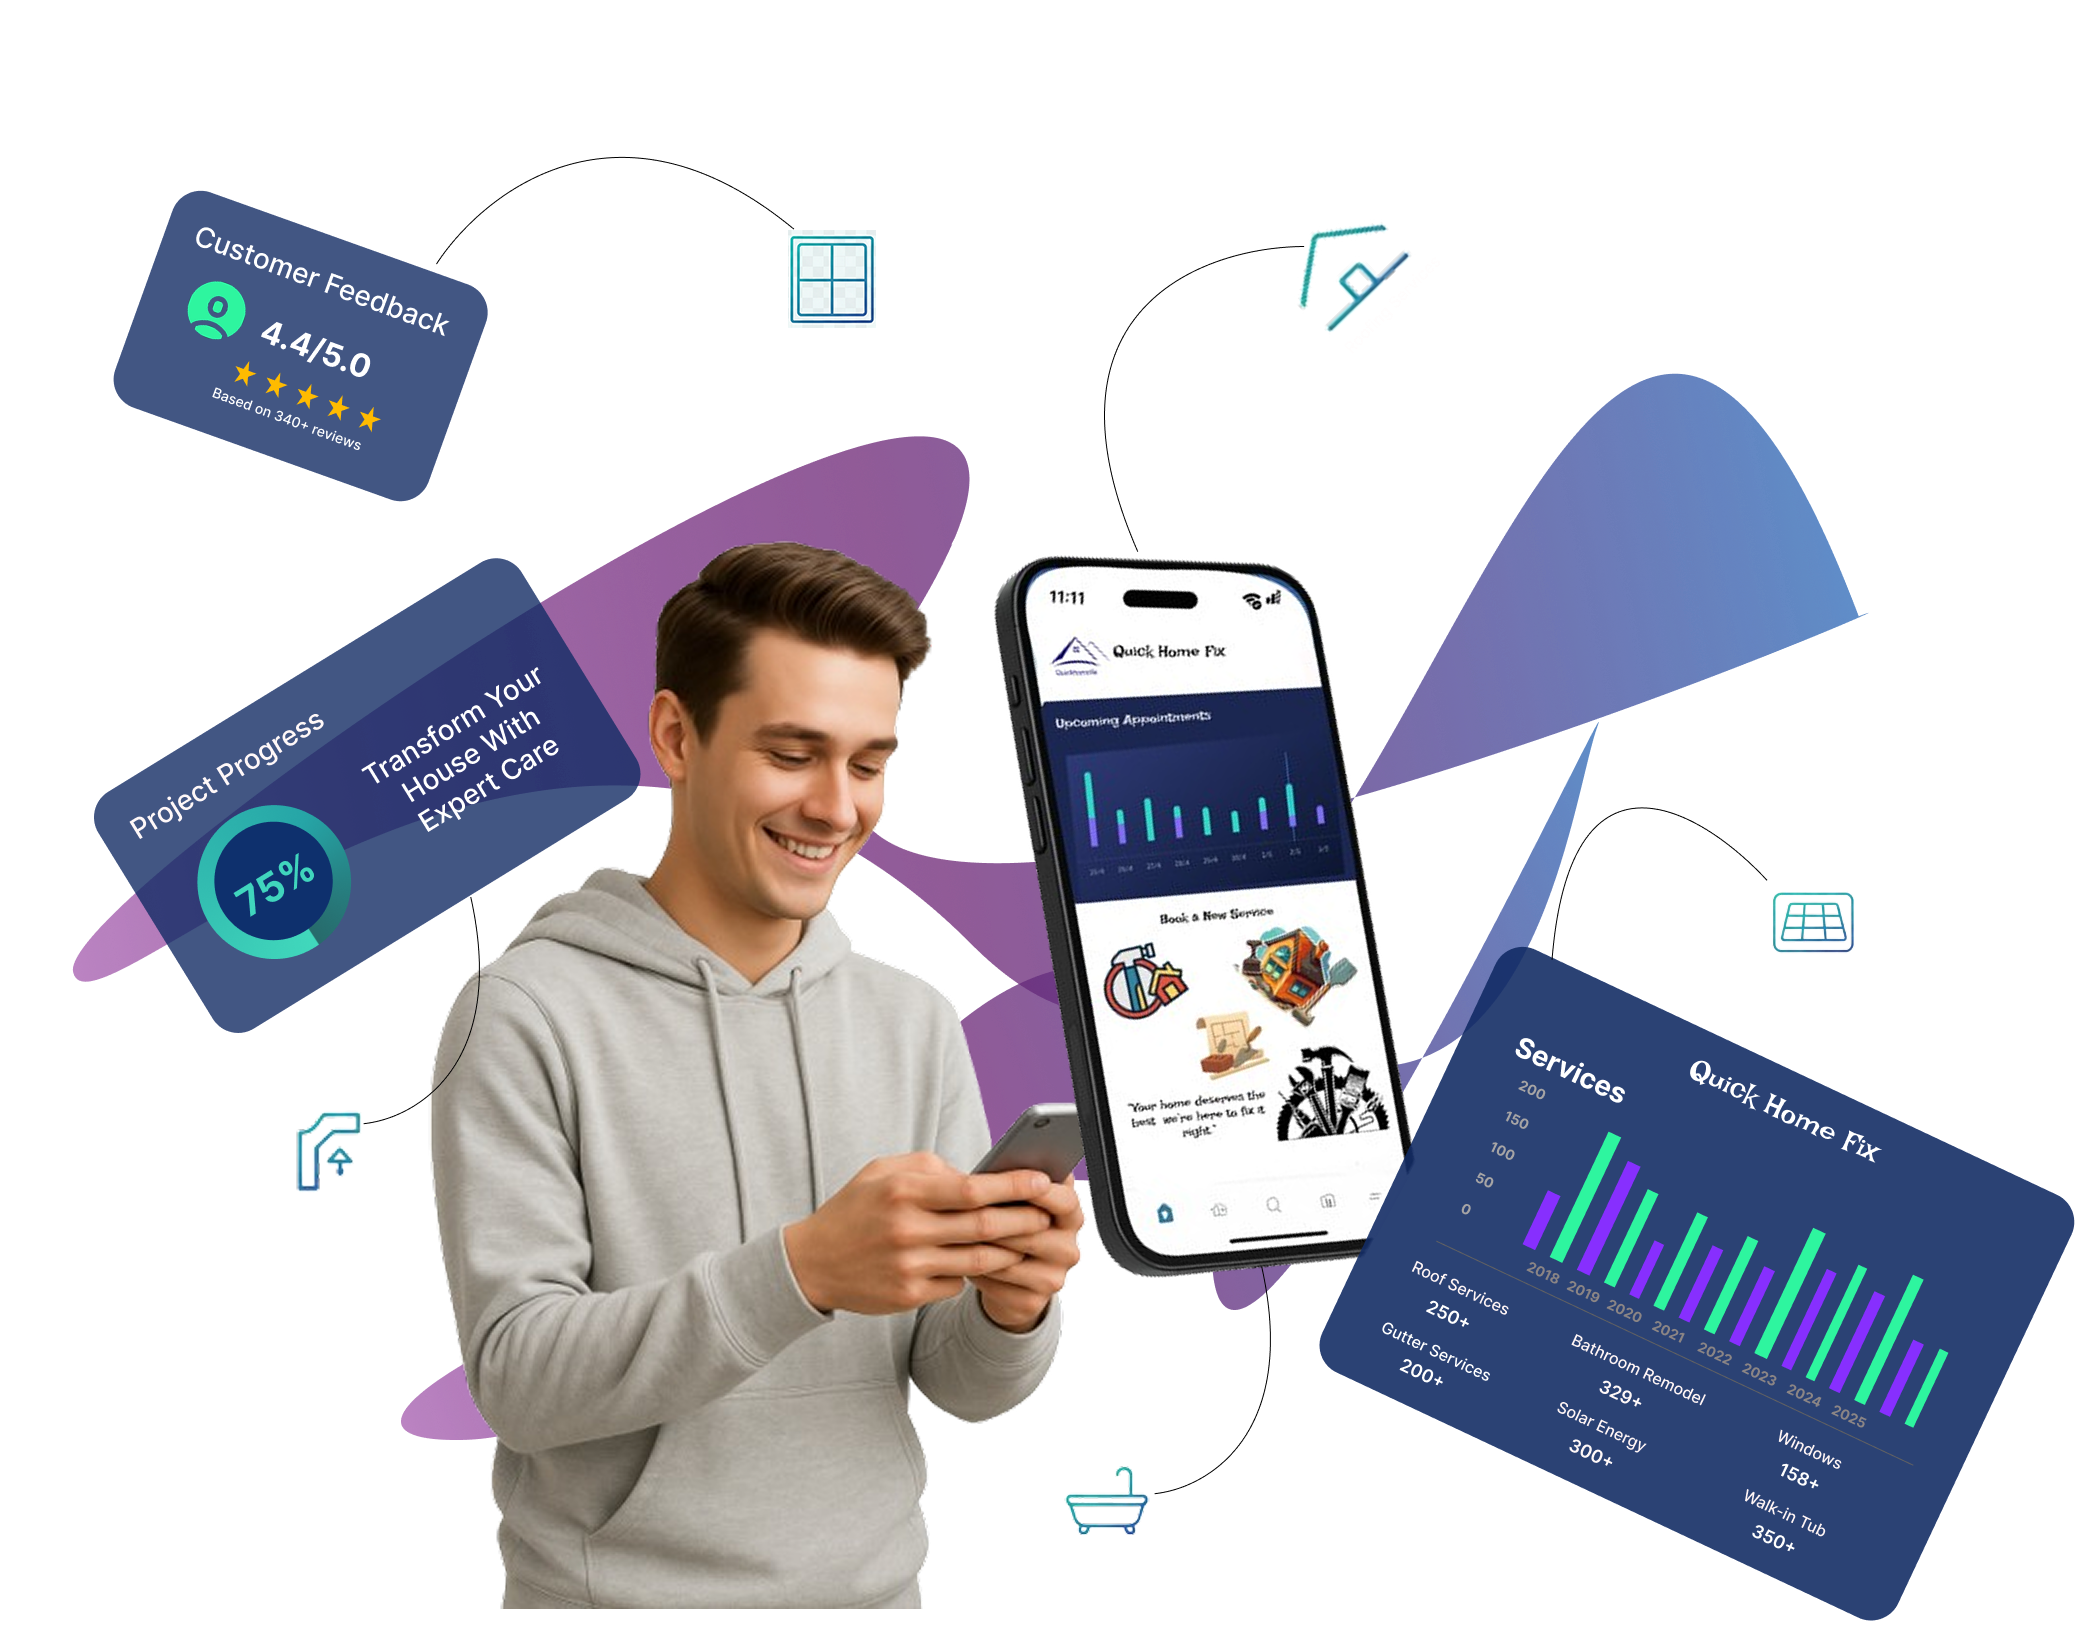 Customer Feedback
4.4/5.0
Based on 340+ reviews
Project Progress
75%
Transform Your
House With
Expert Care
11:11
Quick Home Fix
Upcoming Appointments
Book a New Service
"Your home deserves the
best we're here to fix it
right."
Services
Quick Home Fix
200
150
100
50
0
2018 2019 2020 2021 2022 2023 2024 2025
Roof Services
250+
Gutter Services
200+
Bathroom Remodel
329+
Solar Energy
300+
Windows
158+
Walk-in Tub
350+